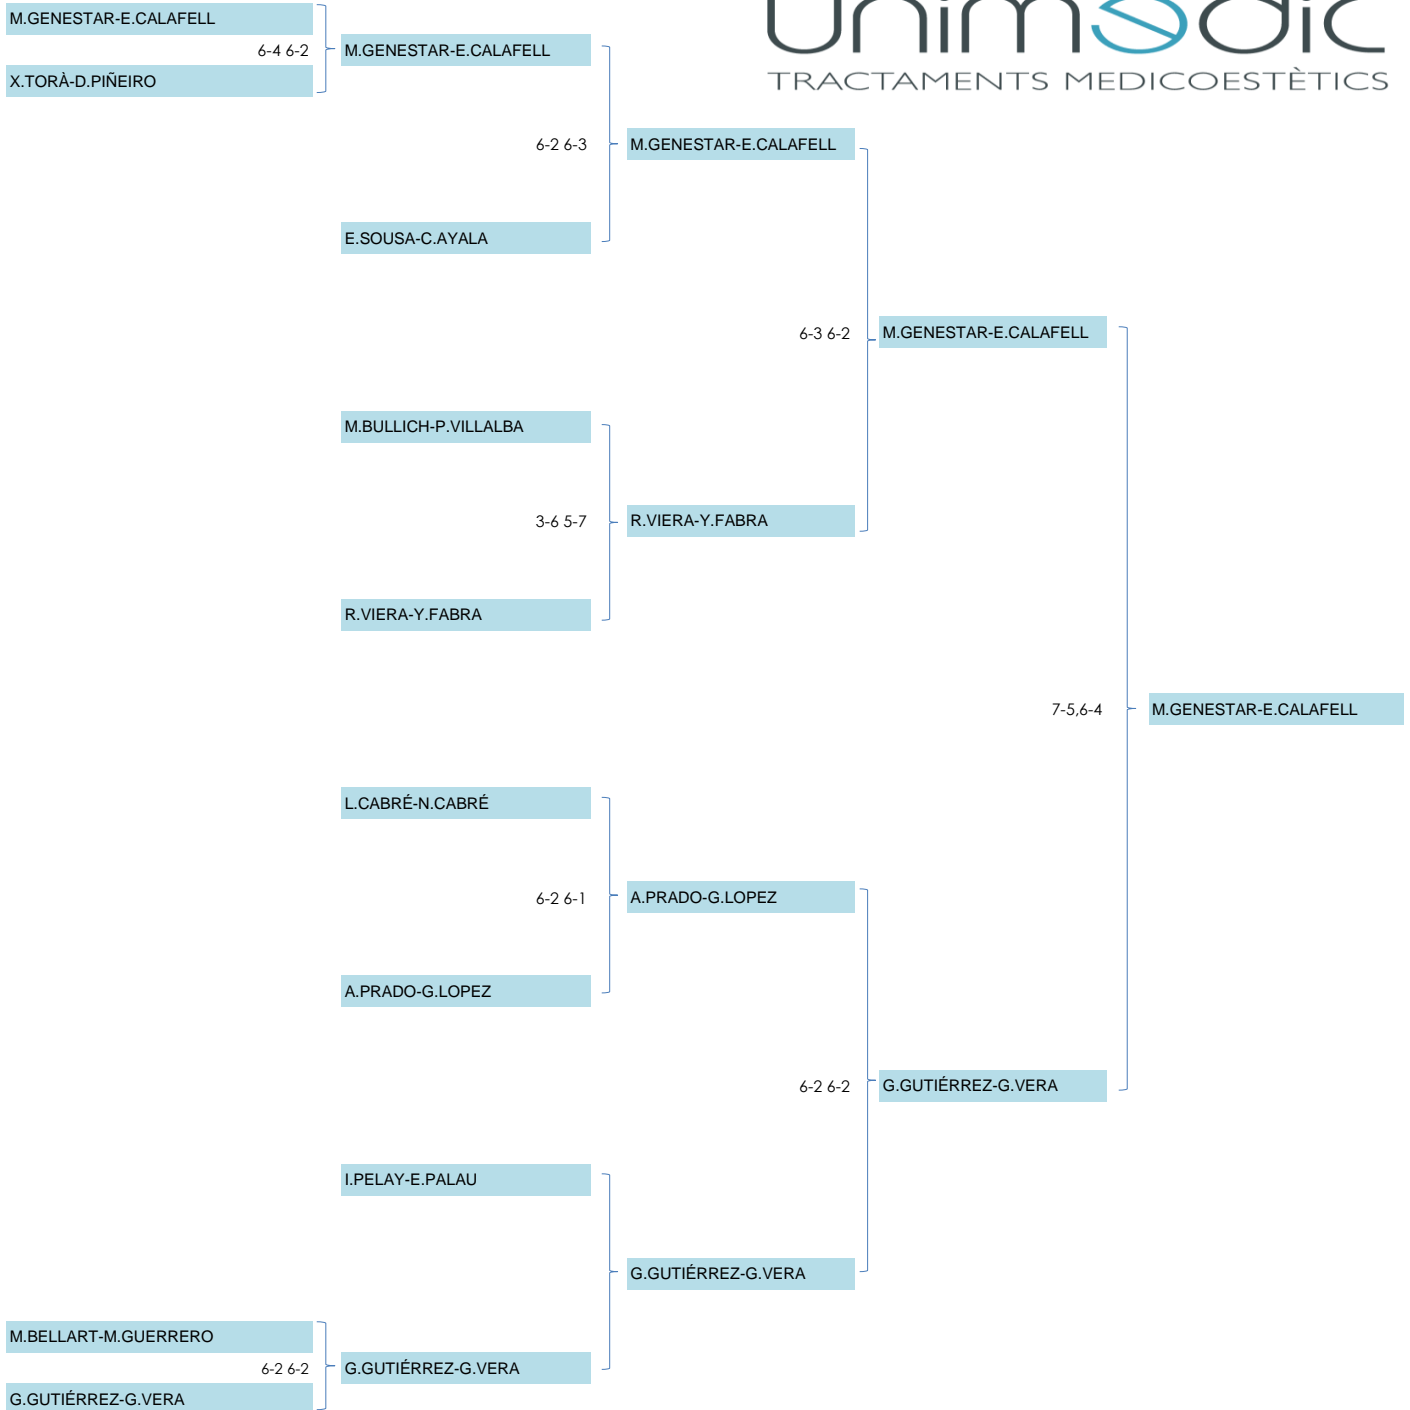 unimedic
TRACTAMENTS MEDICOESTÈTICS
M.GENESTAR-E.CALAFELL
6-4 6-2
M.GENESTAR-E.CALAFELL
X.TORÀ-D.PIÑEIRO
6-2 6-3
M.GENESTAR-E.CALAFELL
E.SOUSA-C.AYALA
6-3 6-2
M.GENESTAR-E.CALAFELL
M.BULLICH-P.VILLALBA
3-6 5-7
R.VIERA-Y.FABRA
R.VIERA-Y.FABRA
7-5,6-4
M.GENESTAR-E.CALAFELL
L.CABRÉ-N.CABRÉ
6-2 6-1
A.PRADO-G.LOPEZ
A.PRADO-G.LOPEZ
6-2 6-2
G.GUTIÉRREZ-G.VERA
I.PELAY-E.PALAU
G.GUTIÉRREZ-G.VERA
M.BELLART-M.GUERRERO
6-2 6-2
G.GUTIÉRREZ-G.VERA
G.GUTIÉRREZ-G.VERA